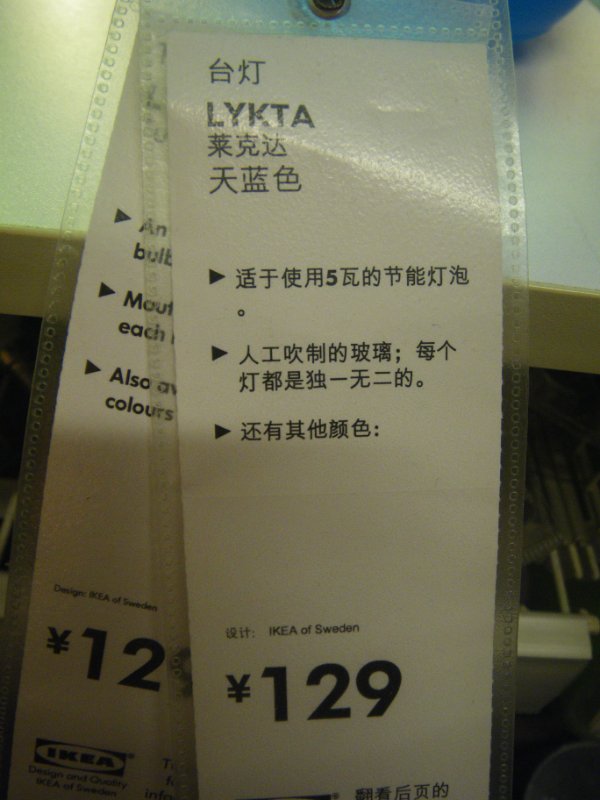 台灯
LYKTA
莱克达
天蓝色
▶ 适于使用5瓦的节能灯泡
。
▶ 人工吹制的玻璃；每个
灯都是独一无二的。
▶ 还有其他颜色：
设计： IKEA of Sweden
¥129
翻看后页的
▶ An
bulb
▶
each
▶ Also
colours
Design: IKEA of Sweden
¥12
IKEA
Design and Quality
IKEA of Sweden